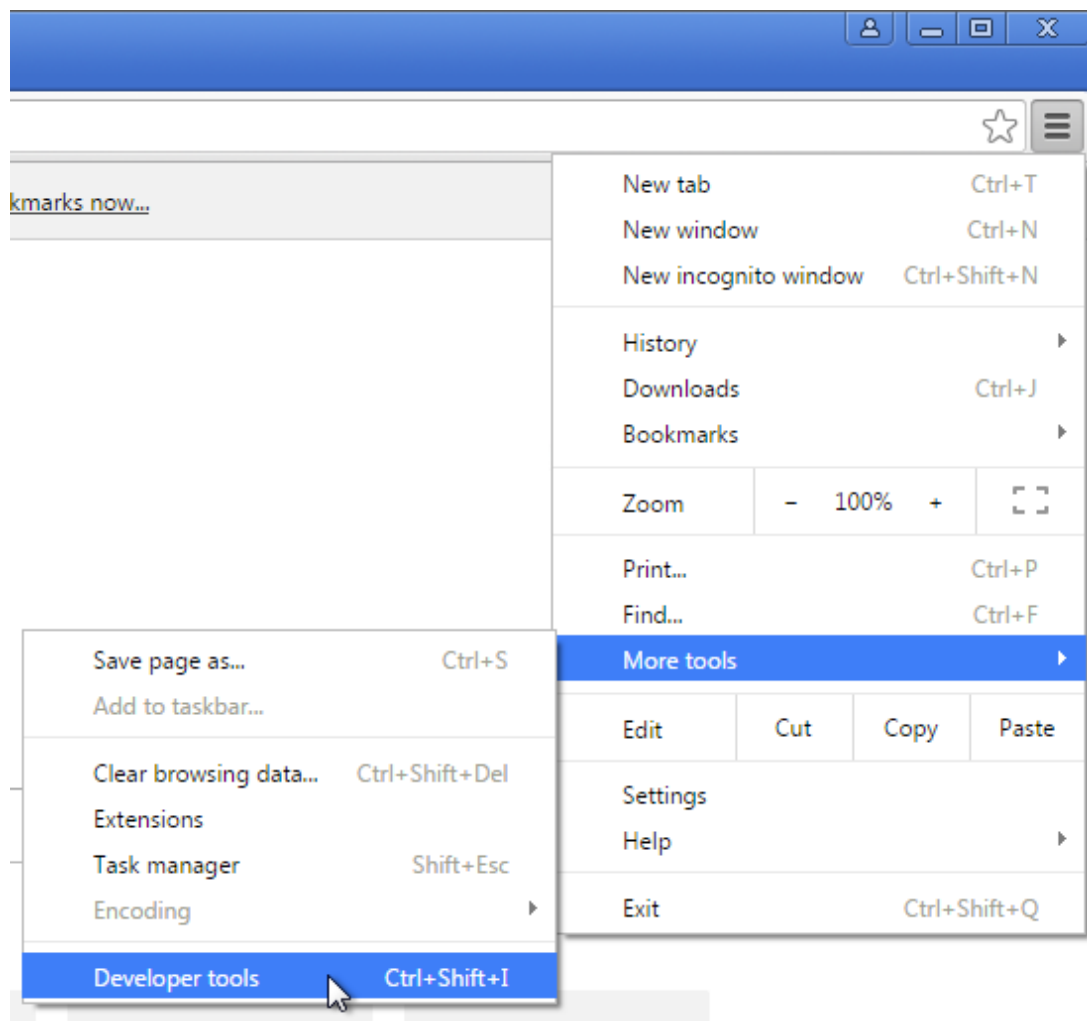 kmarks now...
New tab Ctrl+T
New window Ctrl+N
New incognito window Ctrl+Shift+N
History
Downloads Ctrl+J
Bookmarks
Zoom - 100% +
Print... Ctrl+P
Find... Ctrl+F
More tools
Edit Cut Copy Paste
Settings
Help
Exit Ctrl+Shift+Q
Save page as... Ctrl+S
Add to taskbar...
Clear browsing data... Ctrl+Shift+Del
Extensions
Task manager Shift+Esc
Encoding
Developer tools Ctrl+Shift+I